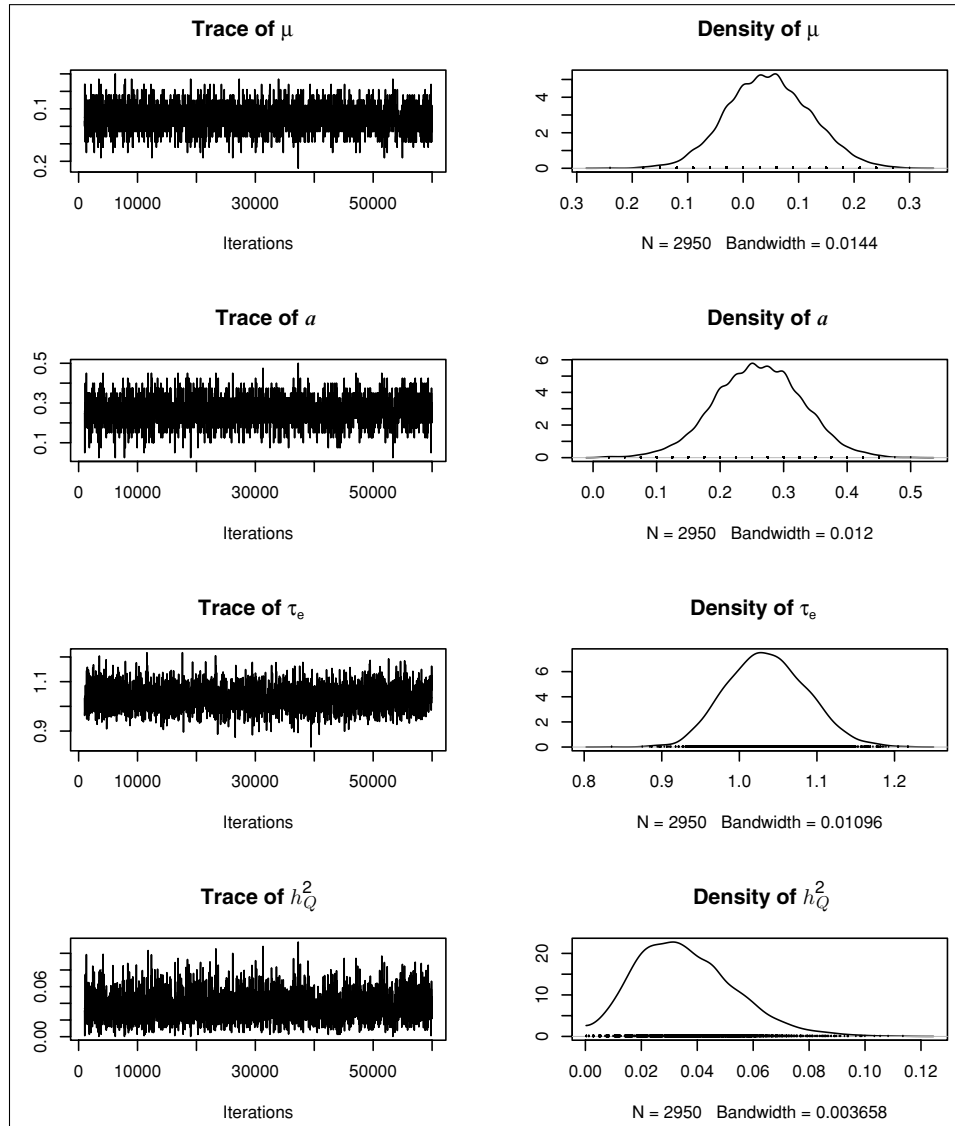 Trace of μ
0.1
0.2
0 10000 30000 50000
Iterations
Density of μ
4
2
0
0.3 0.1 0.0 0.1 0.2 0.3
N = 2950 Bandwidth = 0.0144
Trace of a
0.5
0.3
0.1
0 10000 30000 50000
Iterations
Density of a
6
4
2
0
0.0 0.1 0.2 0.3 0.4 0.5
N = 2950 Bandwidth = 0.012
Trace of τe
1.1
0.9
0 10000 30000 50000
Iterations
Density of τe
6
4
2
0
0.8 0.9 1.0 1.1 1.2
N = 2950 Bandwidth = 0.01096
Trace of h²Q
0.06
0.00
0 10000 30000 50000
Iterations
Density of h²Q
20
10
0
0.00 0.02 0.04 0.06 0.08 0.10 0.12
N = 2950 Bandwidth = 0.003658